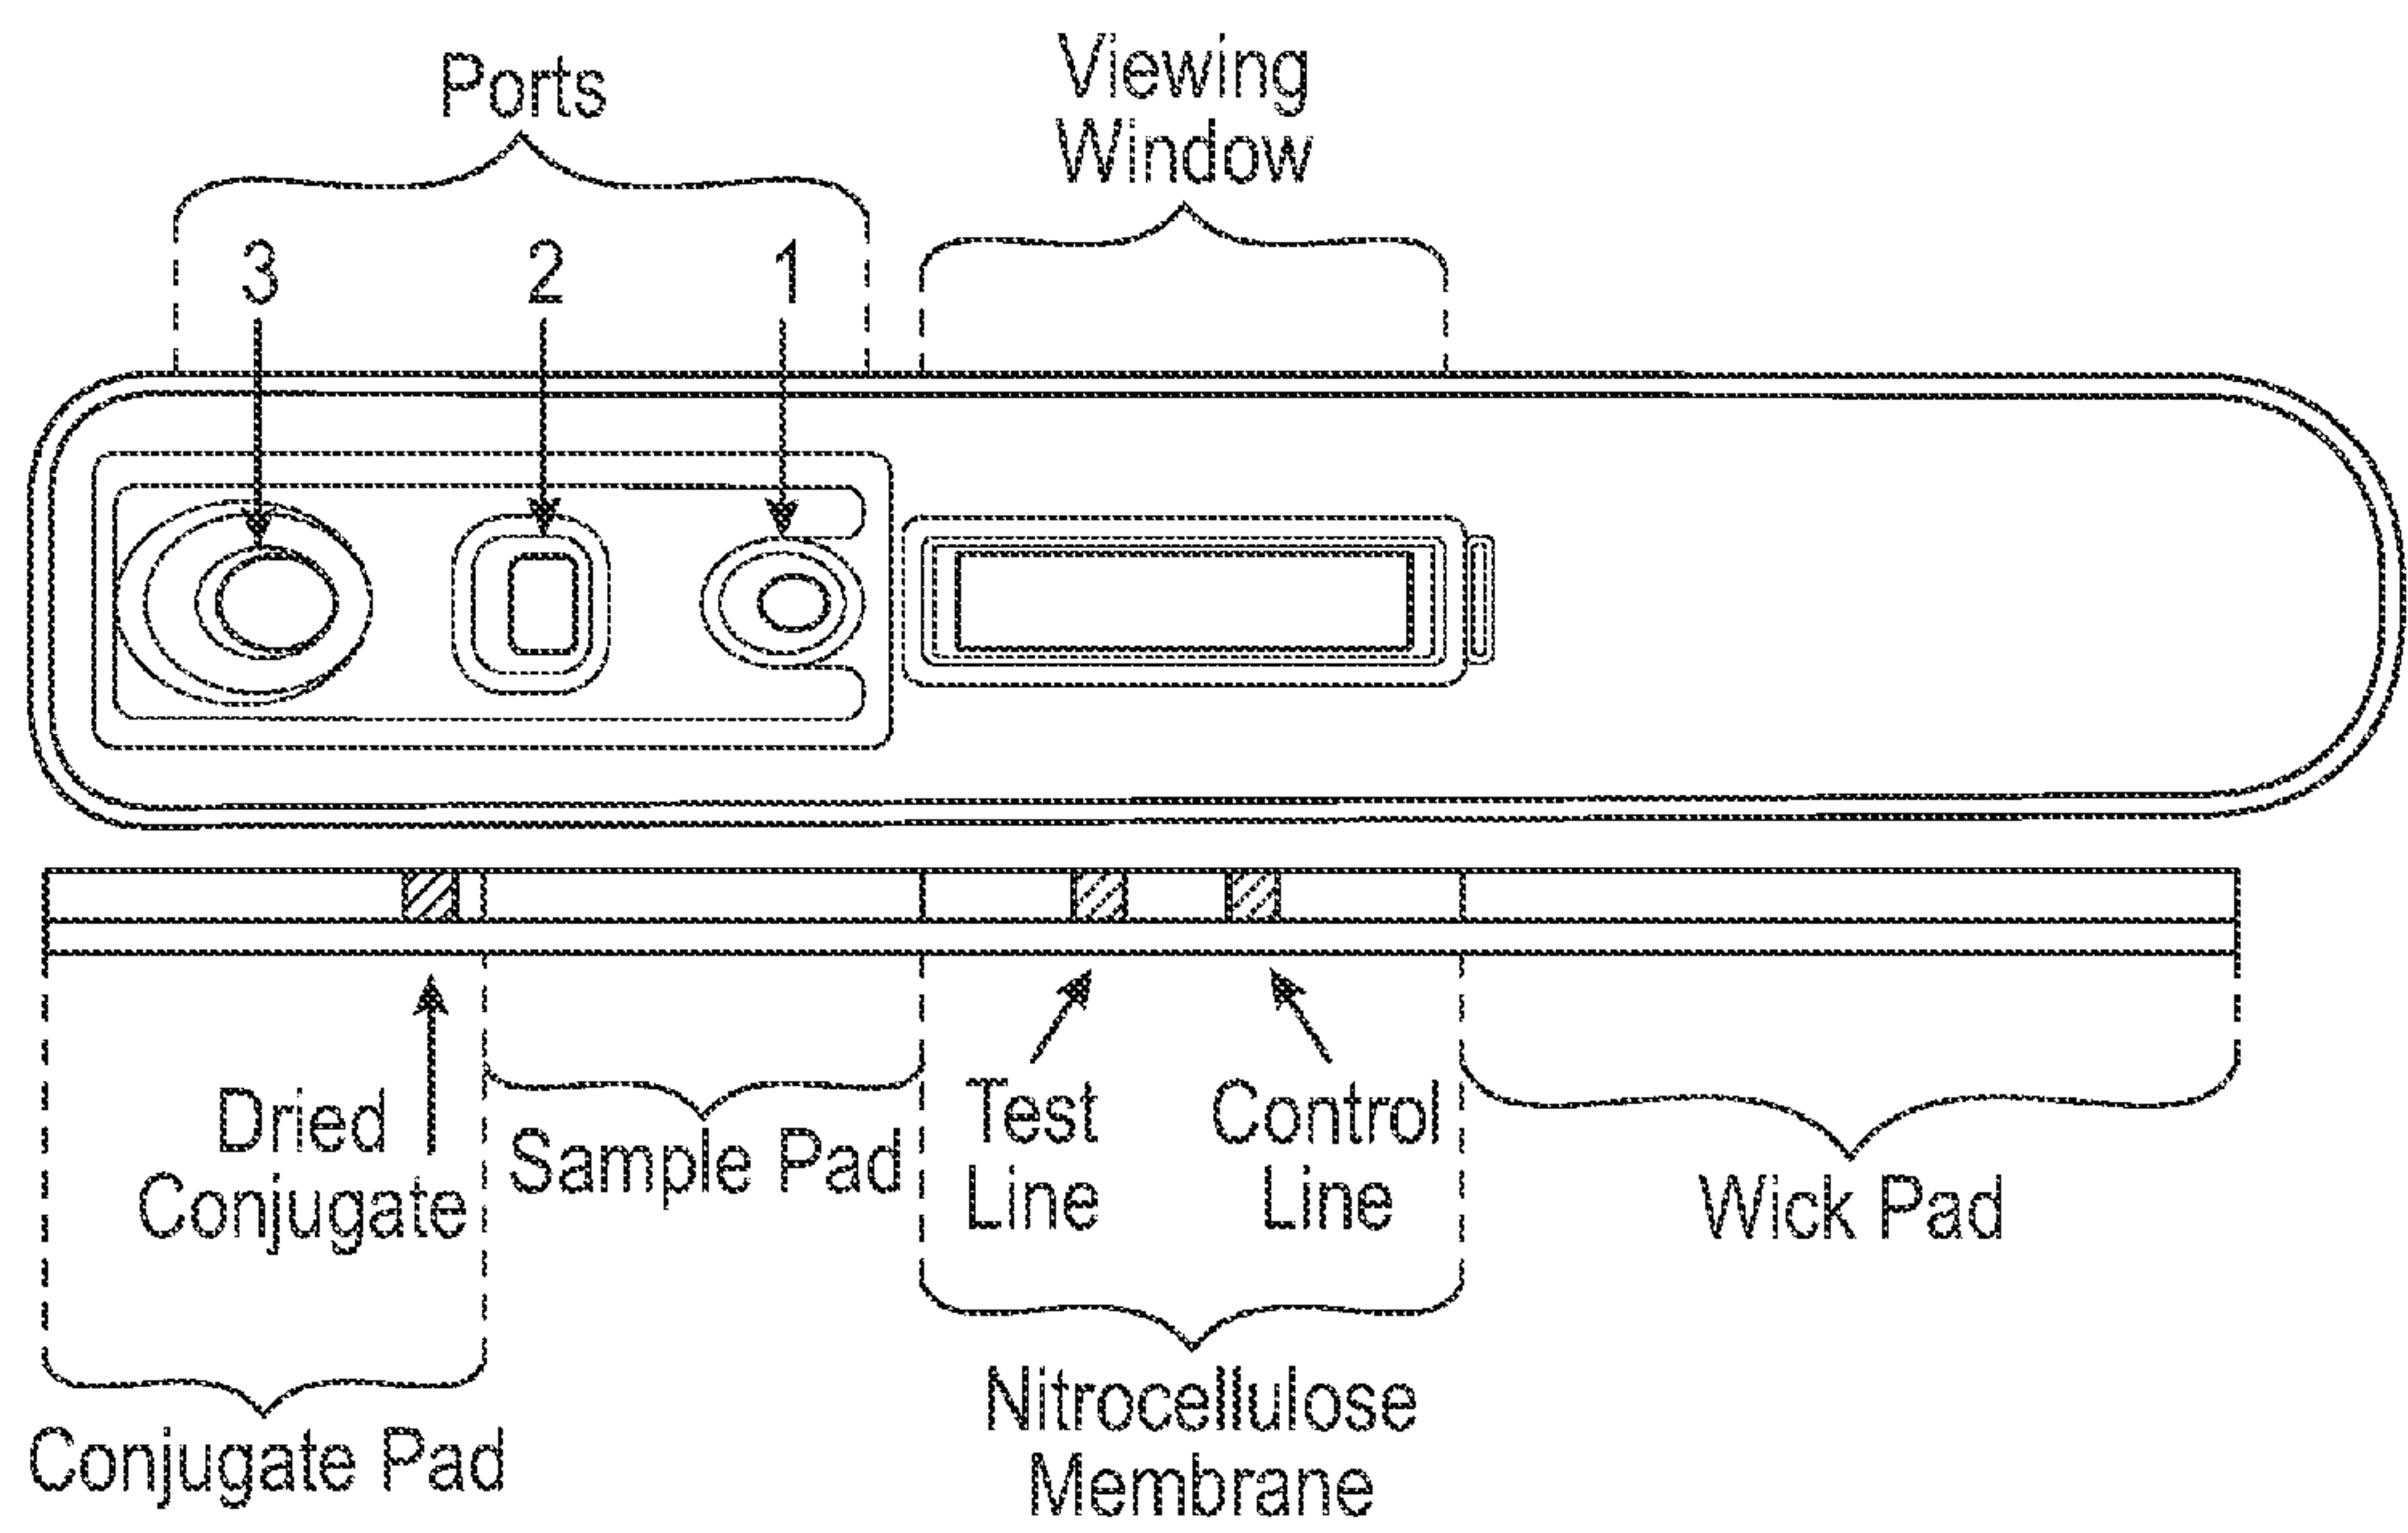 Ports
Viewing
Window
3
2
1
Dried
Conjugate
Sample Pad
Test
Line
Control
Line
Wick Pad
Nitrocellulose
Membrane
Conjugate Pad